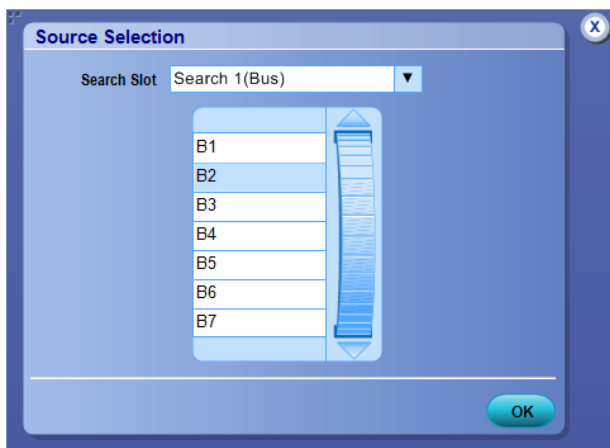 X
Source Selection
Search Slot Search 1(Bus) ▼
B1
B2
B3
B4
B5
B6
B7
OK